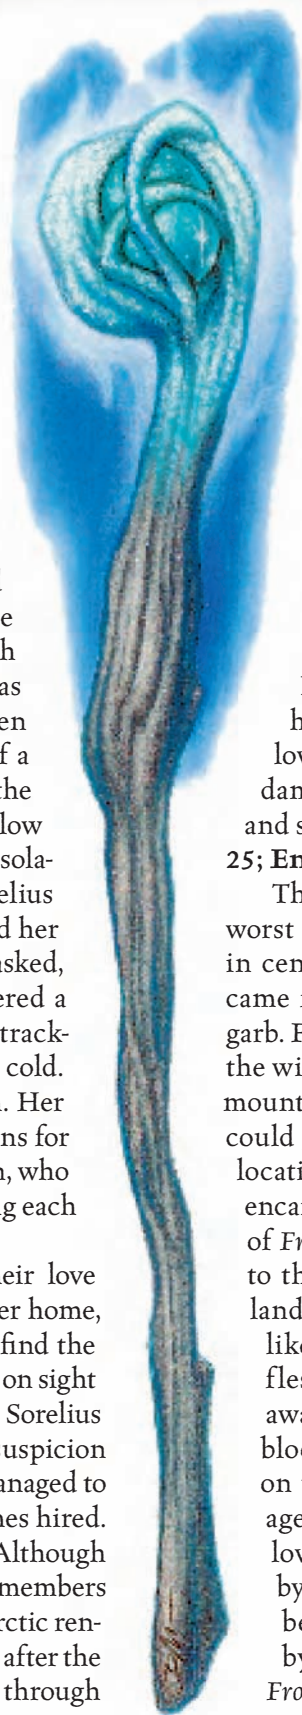 e
h
as
en
f a
the
low
sola-
elius
d her
asked,
ered a
track-
cold.
. Her
ns for
n, who
ng each
eir love
er home,
find the
on sight
Sorelius
uspicion
anaged to
nes hired.
Although
members
rctic ren-
after the
through
h
lov
dan
and s
25; En
Th
worst
in cen
came
garb. F
the wi
mount
could
locati
encar
of Fr
to th
land
like
fles
awa
bloc
on
age
lov
by
be
by
Fro